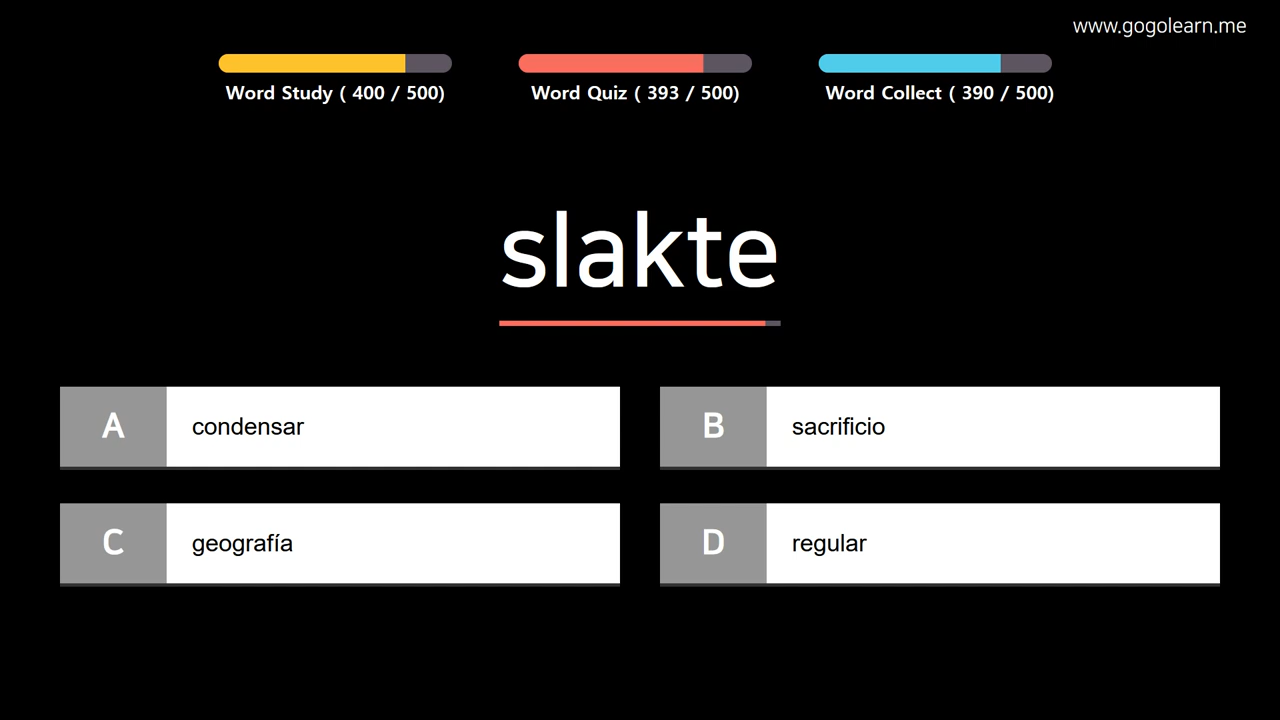 www.gogolearn.me
Word Study ( 400 / 500)
Word Quiz ( 393 / 500)
Word Collect ( 390 / 500)
slakte
A condensar
B sacrificio
C geografía
D regular